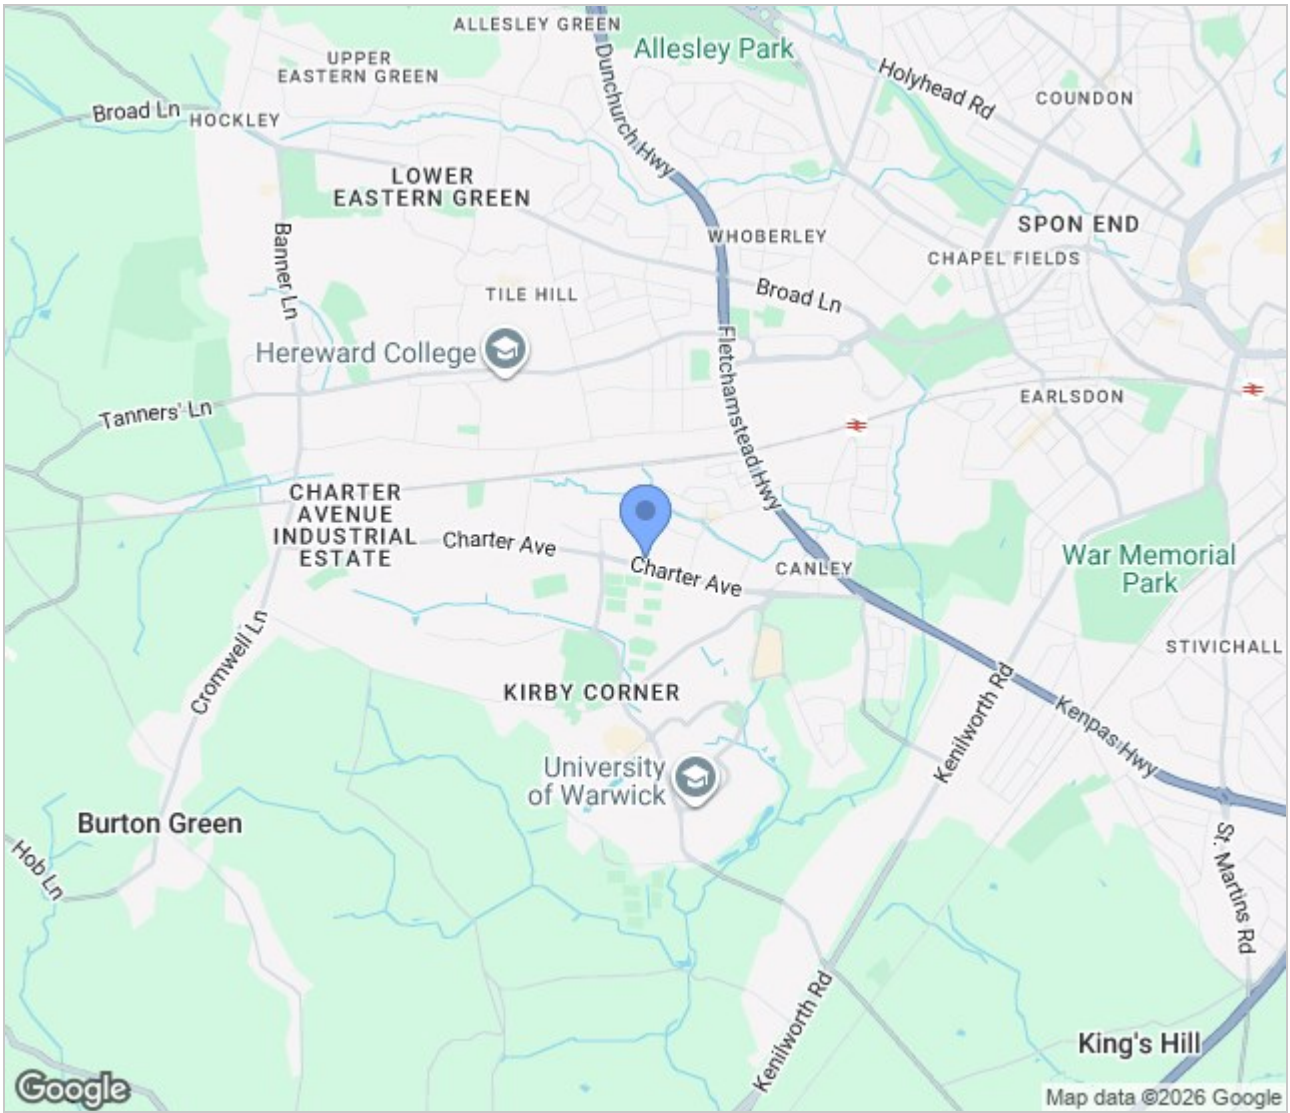 ALLESLEY GREEN
Allesley Park
UPPER
EASTERN GREEN
Dunchurch Hwy
Holyhead Rd
COUNDON
Broad Ln
HOCKLEY
LOWER
EASTERN GREEN
SPON END
WHOBERLEY
CHAPEL FIELDS
Banner Ln
TILE HILL
Broad Ln
Hereward College
Fletchamstead Hwy
Tanners' Ln
EARLSDON
CHARTER
AVENUE
INDUSTRIAL
ESTATE
Charter Ave
Charter Ave
CANLEY
War Memorial
Park
STIVICHALL
Cromwell Ln
KIRBY CORNER
Kenilworth Rd
Kenpas Hwy
University
of Warwick
Burton Green
Hob Ln
St. Martins Rd
Kenilworth Rd
King's Hill
Google
Map data ©2026 Google